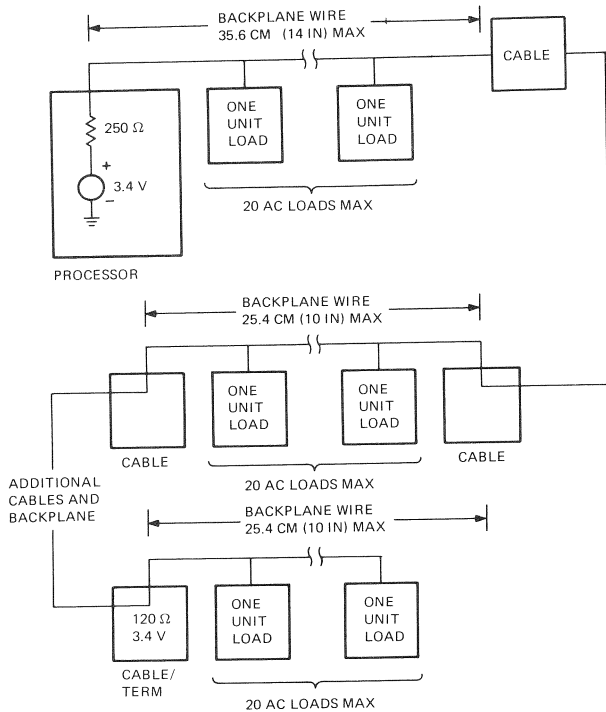 BACKPLANE WIRE
35.6 CM (14 IN) MAX
CABLE
ONE
UNIT
LOAD
ONE
UNIT
LOAD
250 Ω
+
3.4 V
−
20 AC LOADS MAX
PROCESSOR
BACKPLANE WIRE
25.4 CM (10 IN) MAX
ONE
UNIT
LOAD
ONE
UNIT
LOAD
CABLE
CABLE
20 AC LOADS MAX
ADDITIONAL
CABLES AND
BACKPLANE
BACKPLANE WIRE
25.4 CM (10 IN) MAX
120 Ω
3.4 V
ONE
UNIT
LOAD
ONE
UNIT
LOAD
CABLE/
TERM
20 AC LOADS MAX